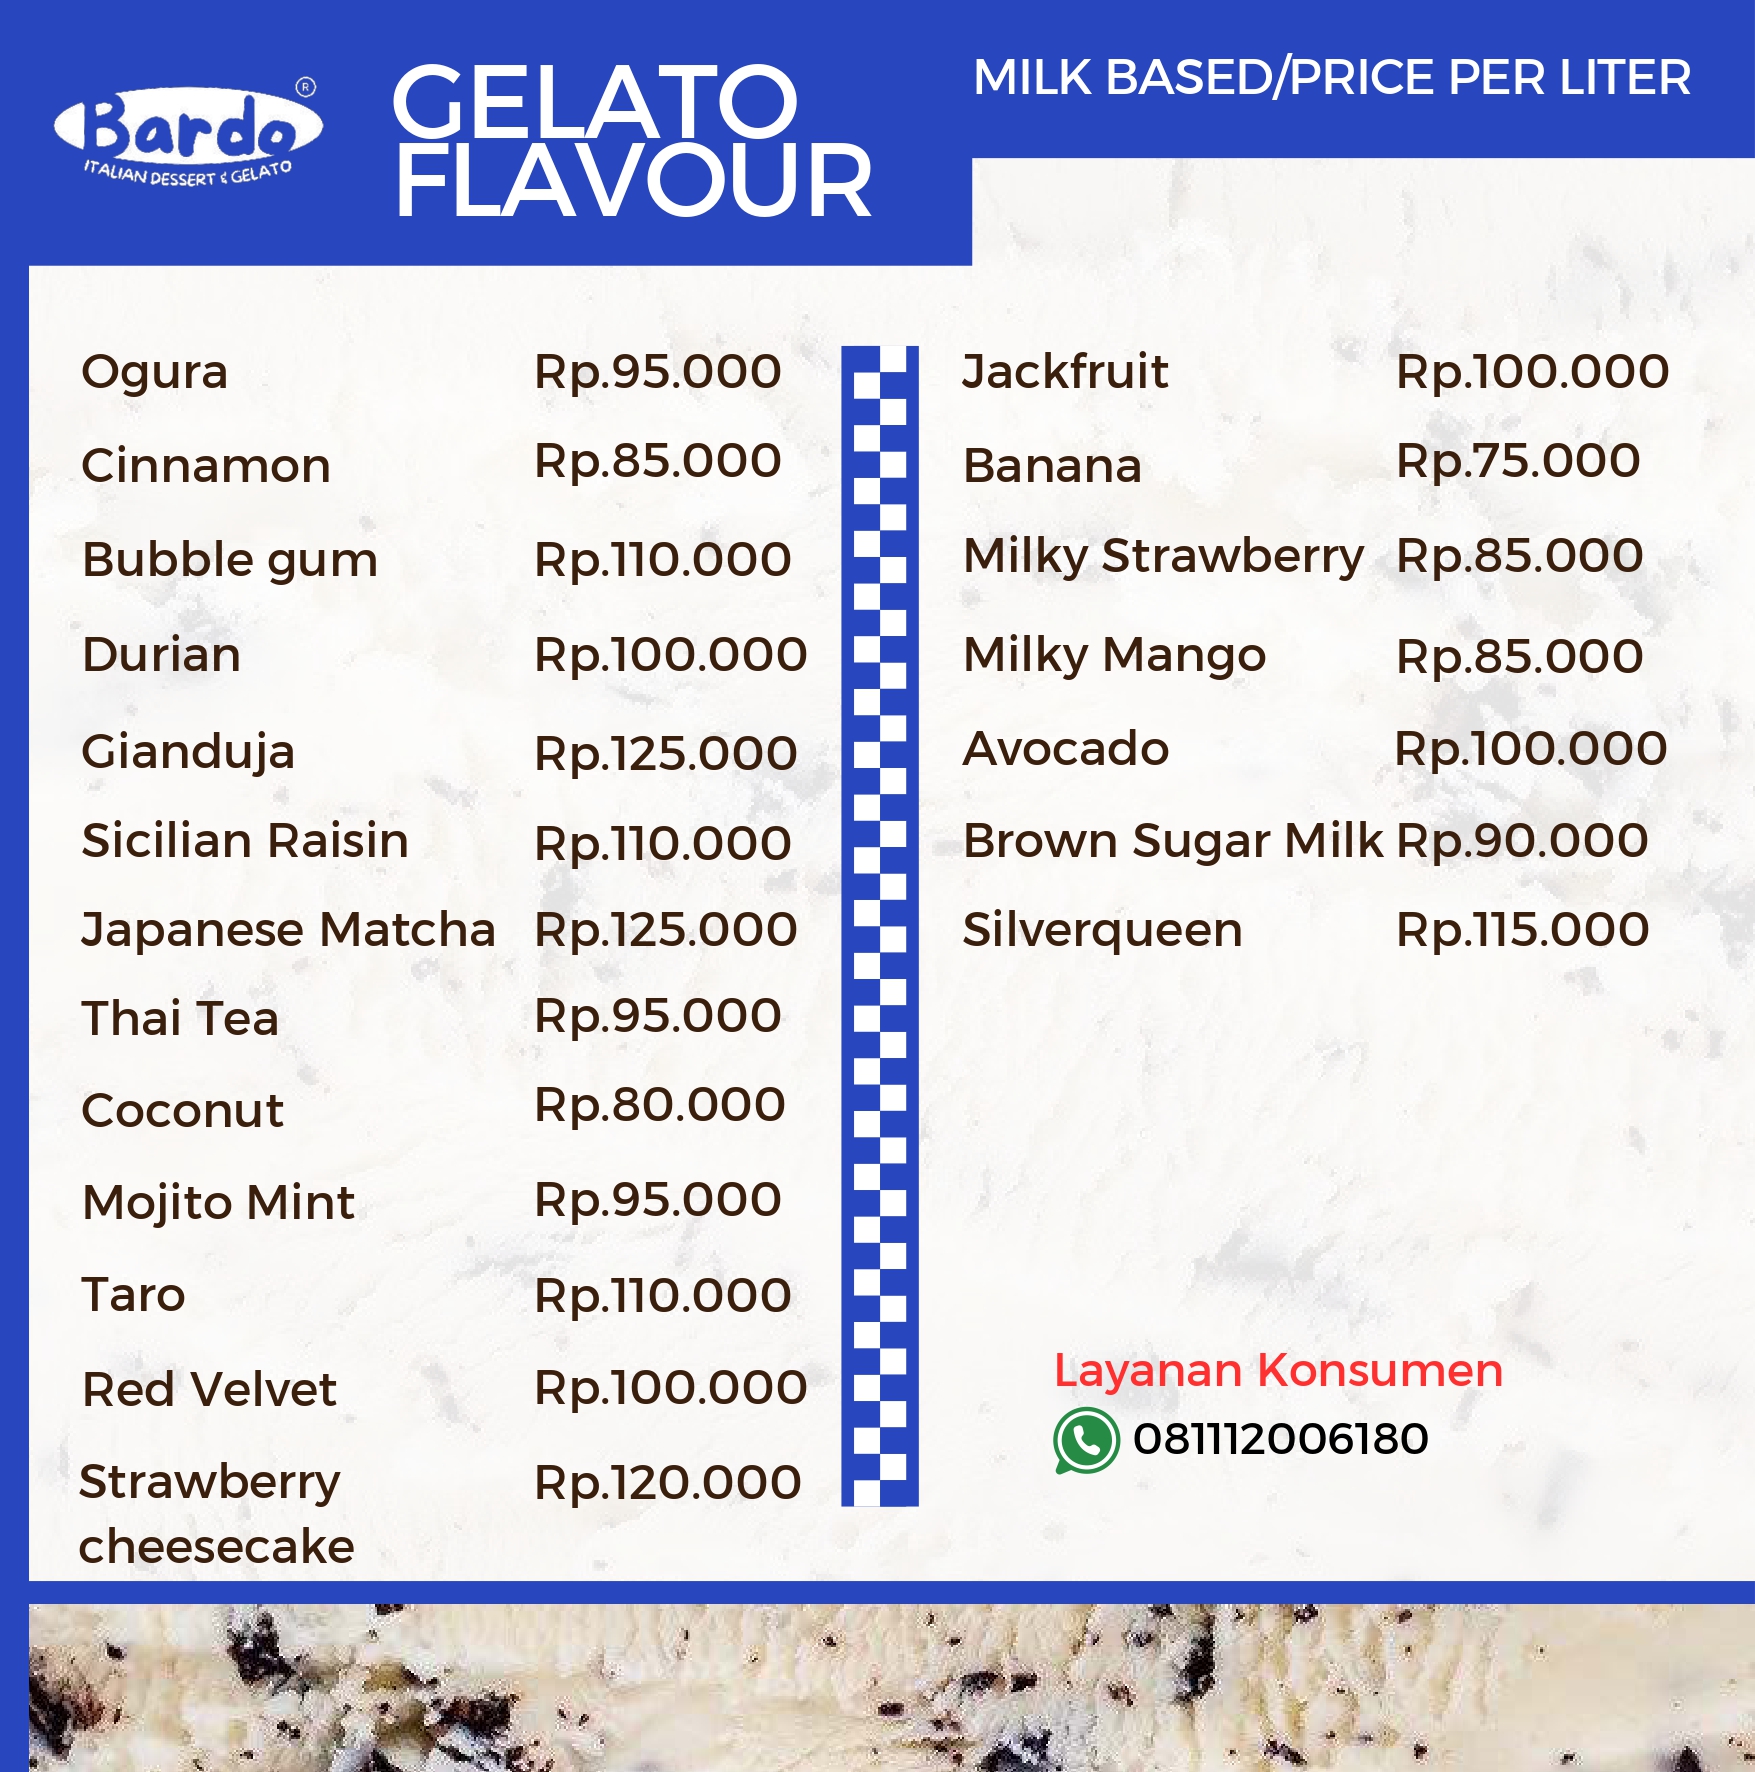 Bardo ®
ITALIAN DESSERT & GELATO
GELATO
FLAVOUR
MILK BASED/PRICE PER LITER
Ogura Rp.95.000
Cinnamon Rp.85.000
Bubble gum Rp.110.000
Durian Rp.100.000
Gianduja Rp.125.000
Sicilian Raisin Rp.110.000
Japanese Matcha Rp.125.000
Thai Tea Rp.95.000
Coconut Rp.80.000
Mojito Mint Rp.95.000
Taro Rp.110.000
Red Velvet Rp.100.000
Strawberry Rp.120.000
cheesecake
Jackfruit Rp.100.000
Banana Rp.75.000
Milky Strawberry Rp.85.000
Milky Mango Rp.85.000
Avocado Rp.100.000
Brown Sugar Milk Rp.90.000
Silverqueen Rp.115.000
Layanan Konsumen
081112006180